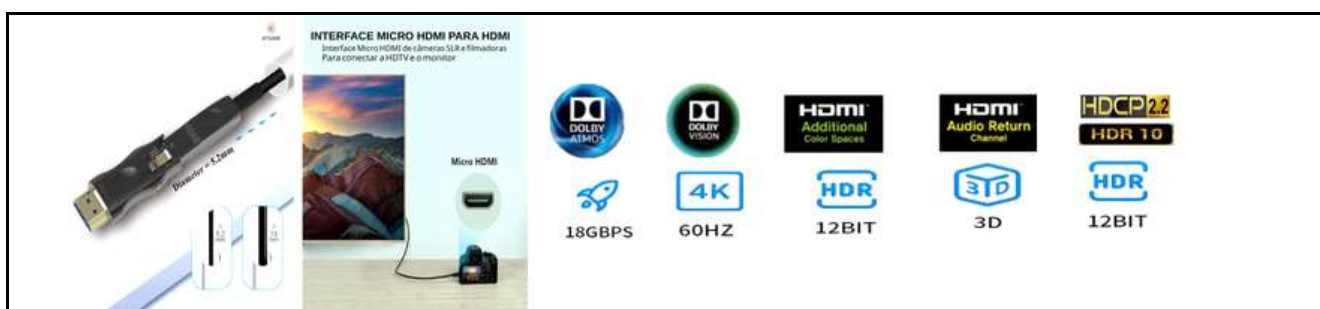 Diameter = 5.2mm
INTERFACE MICRO HDMI PARA HDMI
Interface Micro HDMI de câmeras SLR e filmadoras
Para conectar a HDTV e o monitor
Micro HDMI
DOLBY
ATMOS
DOLBY
VISION
HDMI
Additional
Color Spaces
HDMI
Audio Return
Channel
HDCP 2.2
HDR 10
4K
HDR
3D
HDR
18GBPS
60HZ
12BIT
3D
12BIT